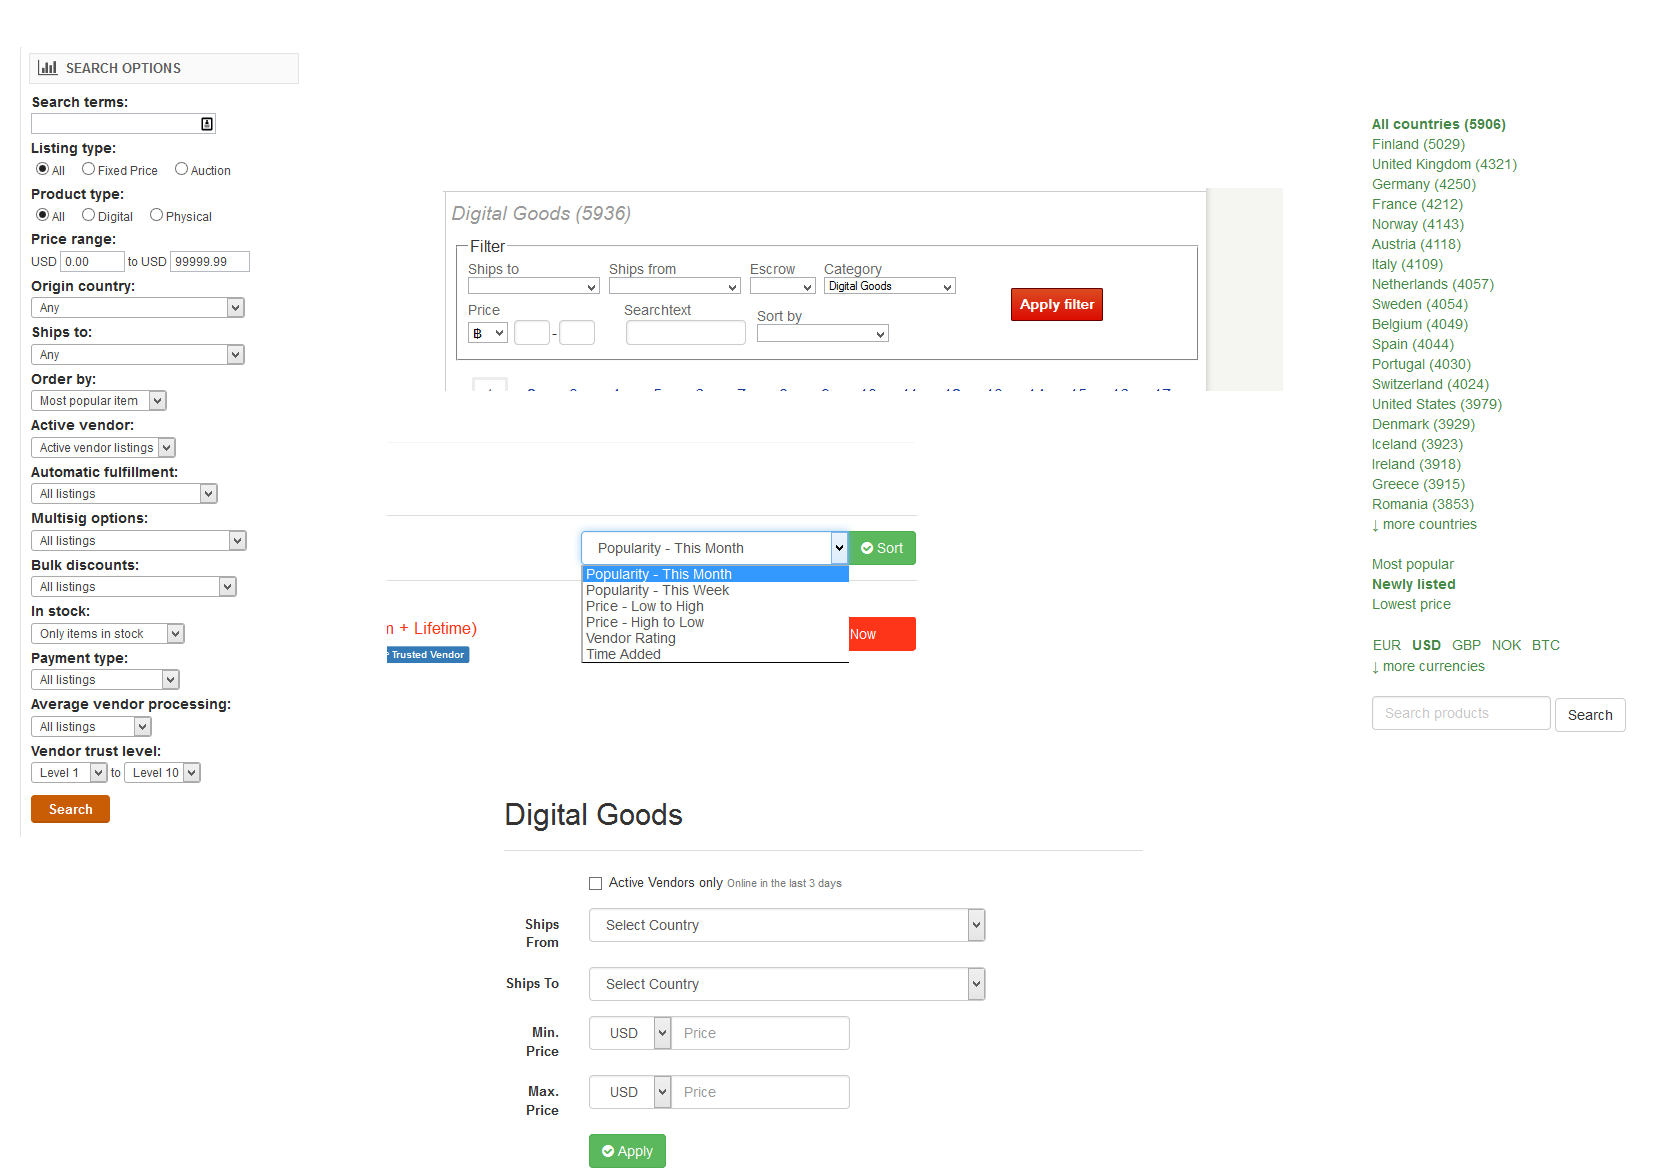 SEARCH OPTIONS
Search terms:
Listing type:
All Fixed Price Auction
Product type:
All Digital Physical
Price range:
USD 0.00 to USD 99999.99
Origin country:
Any
Ships to:
Any
Order by:
Most popular item
Active vendor:
Active vendor listings
Automatic fulfillment:
All listings
Multisig options:
All listings
Bulk discounts:
All listings
In stock:
Only items in stock
Payment type:
All listings
Average vendor processing:
All listings
Vendor trust level:
Level 1 to Level 10
Search
Digital Goods (5936)
Filter
Ships to Ships from Escrow Category
Digital Goods
Apply filter
Price Searchtext Sort by
฿ -
Popularity - This Month Sort
Popularity - This Month
Popularity - This Week
Price - Low to High
Price - High to Low
Vendor Rating
Time Added
+ Lifetime)
Trusted Vendor
Now
Digital Goods
Active Vendors only Online in the last 3 days
Ships From Select Country
Ships To Select Country
Min. Price USD Price
Max. Price USD Price
Apply
All countries (5906)
Finland (5029)
United Kingdom (4321)
Germany (4250)
France (4212)
Norway (4143)
Austria (4118)
Italy (4109)
Netherlands (4057)
Sweden (4054)
Belgium (4049)
Spain (4044)
Portugal (4030)
Switzerland (4024)
United States (3979)
Denmark (3929)
Iceland (3923)
Ireland (3918)
Greece (3915)
Romania (3853)
↓ more countries
Most popular
Newly listed
Lowest price
EUR USD GBP NOK BTC
↓ more currencies
Search products Search